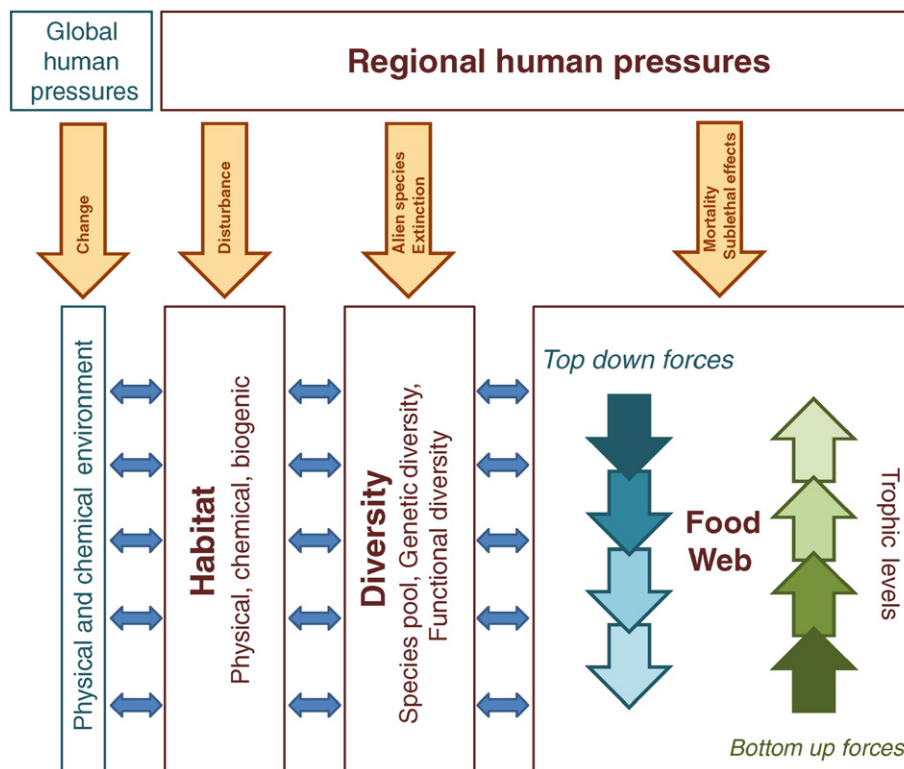 Global
human
pressures
Regional human pressures
Change
Disturbance
Alien species
Extinction
Mortality
Sublethal effects
Physical and chemical environment
Habitat
Physical, chemical, biogenic
Diversity
Species pool, Genetic diversity,
Functional diversity
Top down forces
Food
Web
Trophic levels
Bottom up forces